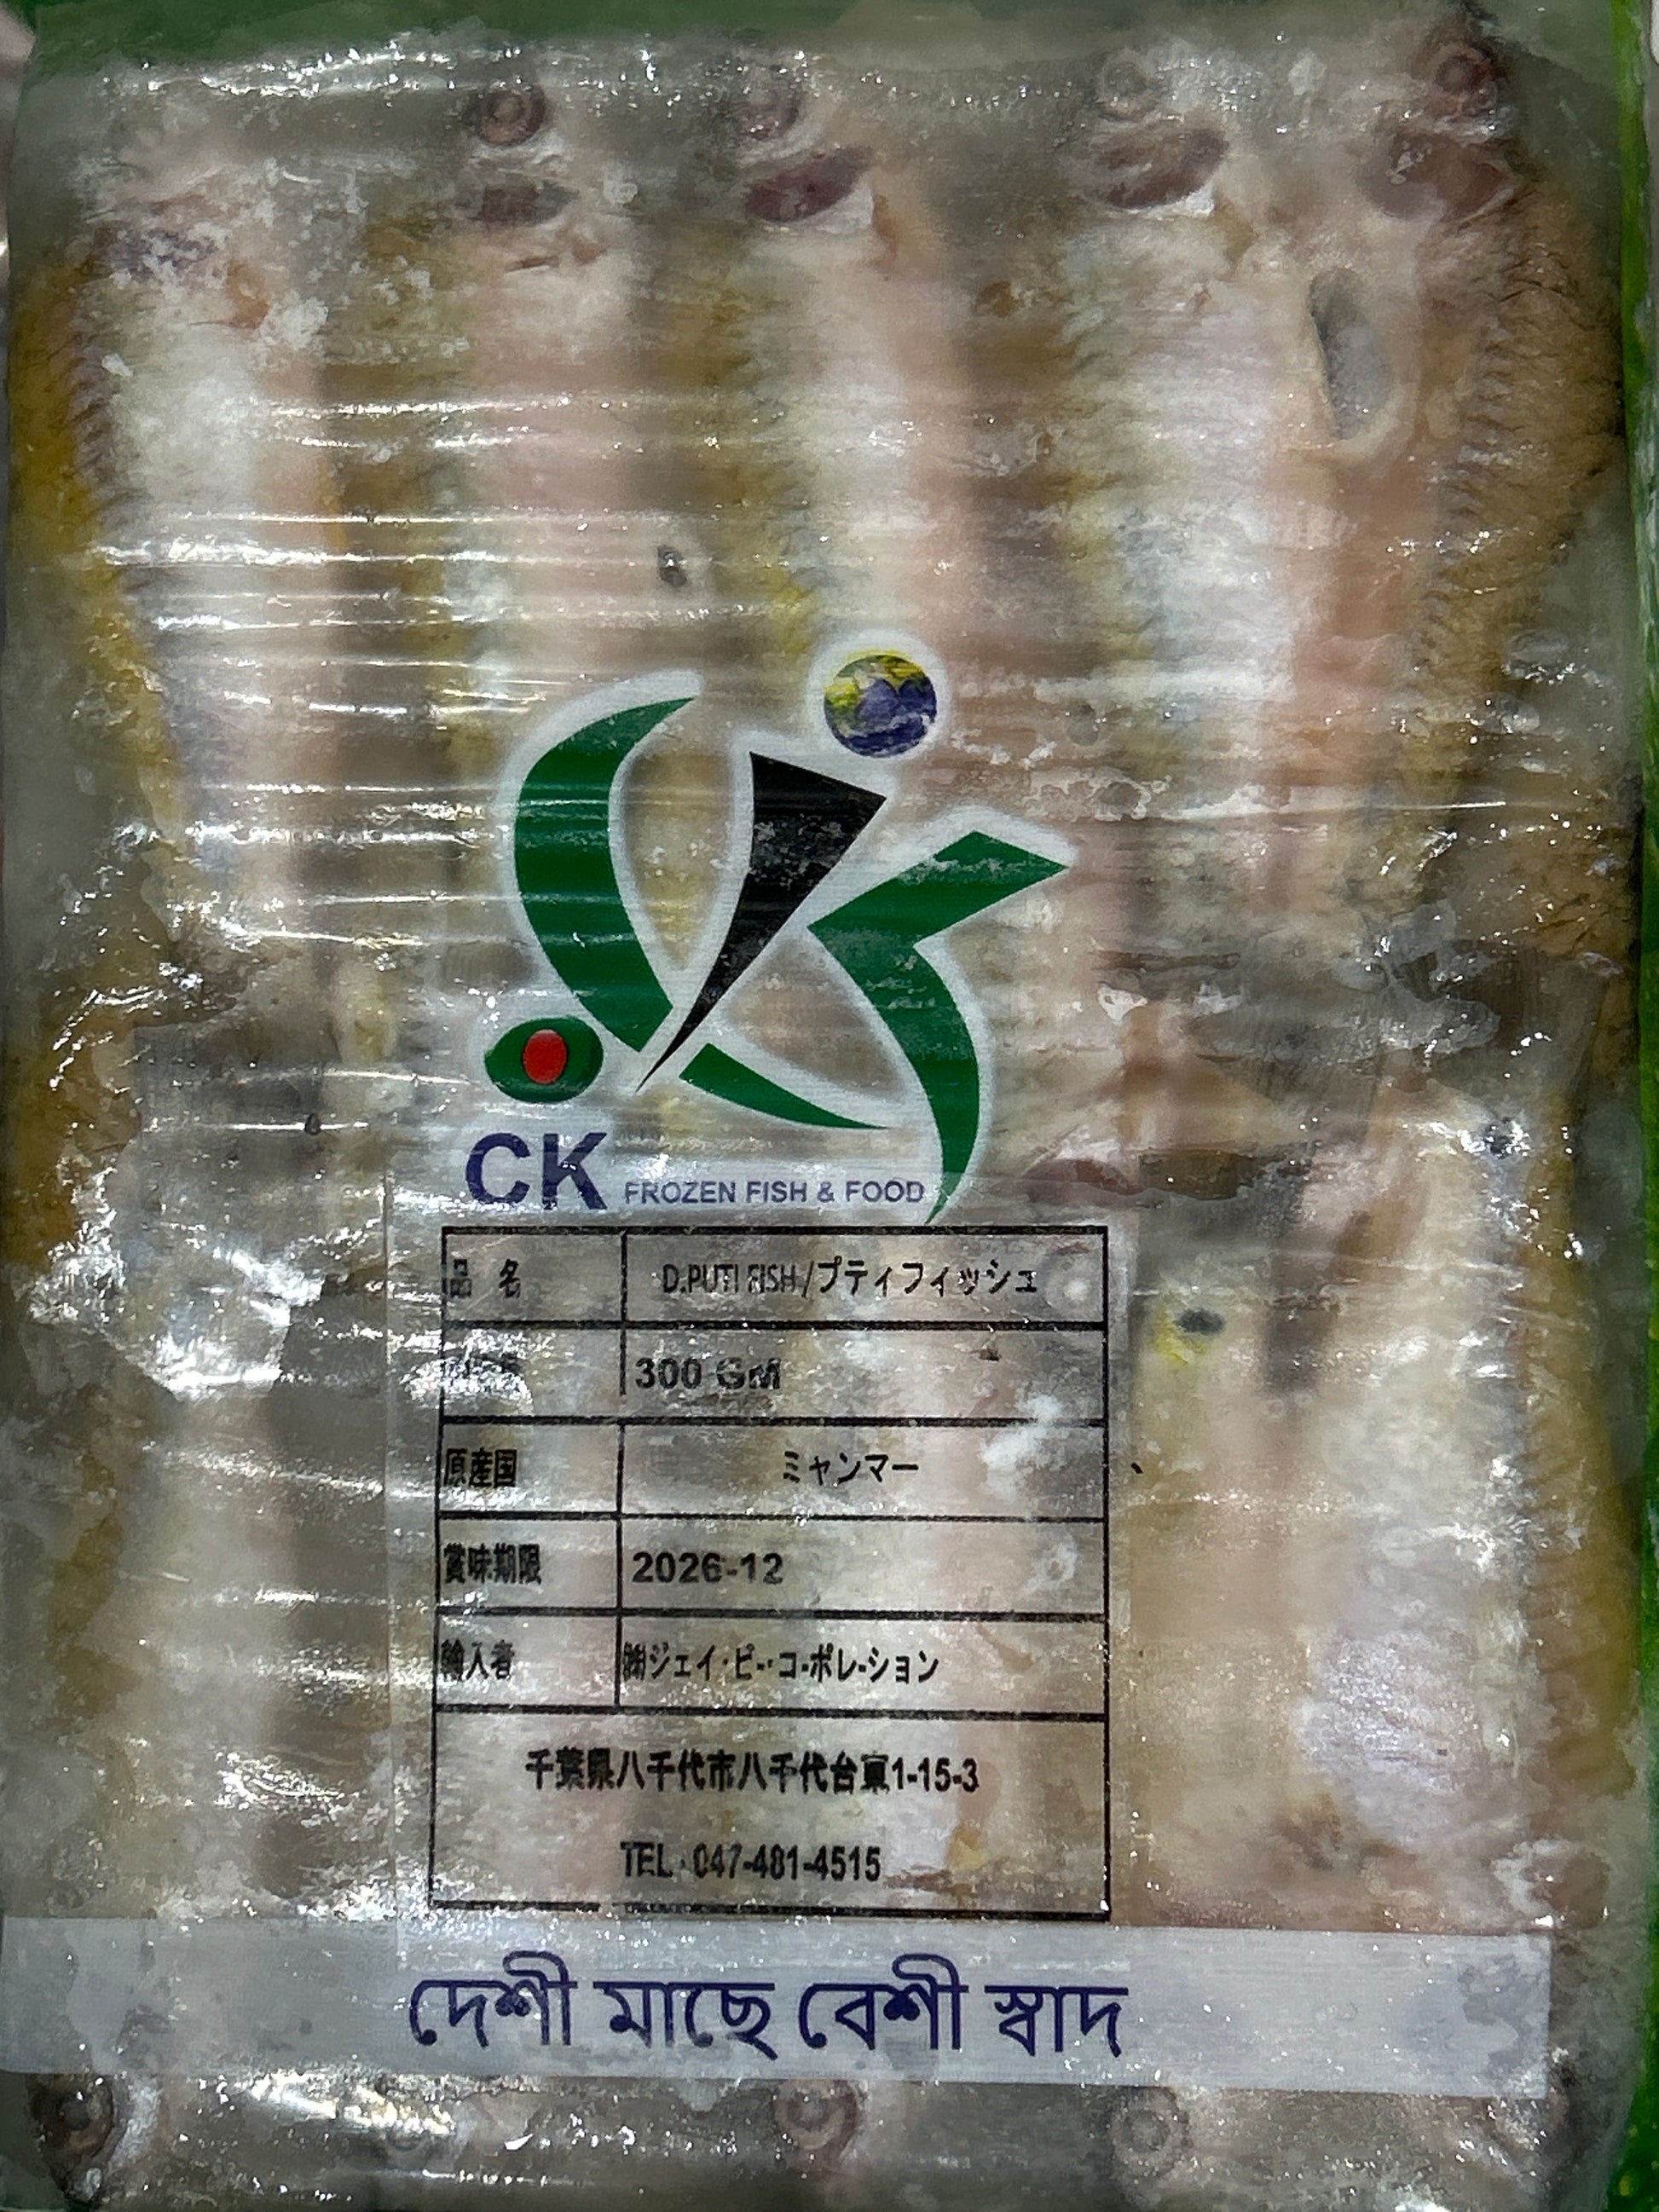 CK FROZEN FISH & FOOD
品 名 D.PUTI FISH/プティフィッシュ
300 GM
原産国 ミャンマー
賞味期限 2026-12
輸入者 ㈱ジェイ・ピー・コーポレーション
千葉県八千代市八千代台東1-15-3
TEL 047-481-4515
দেশী মাছে বেশী স্বাদ